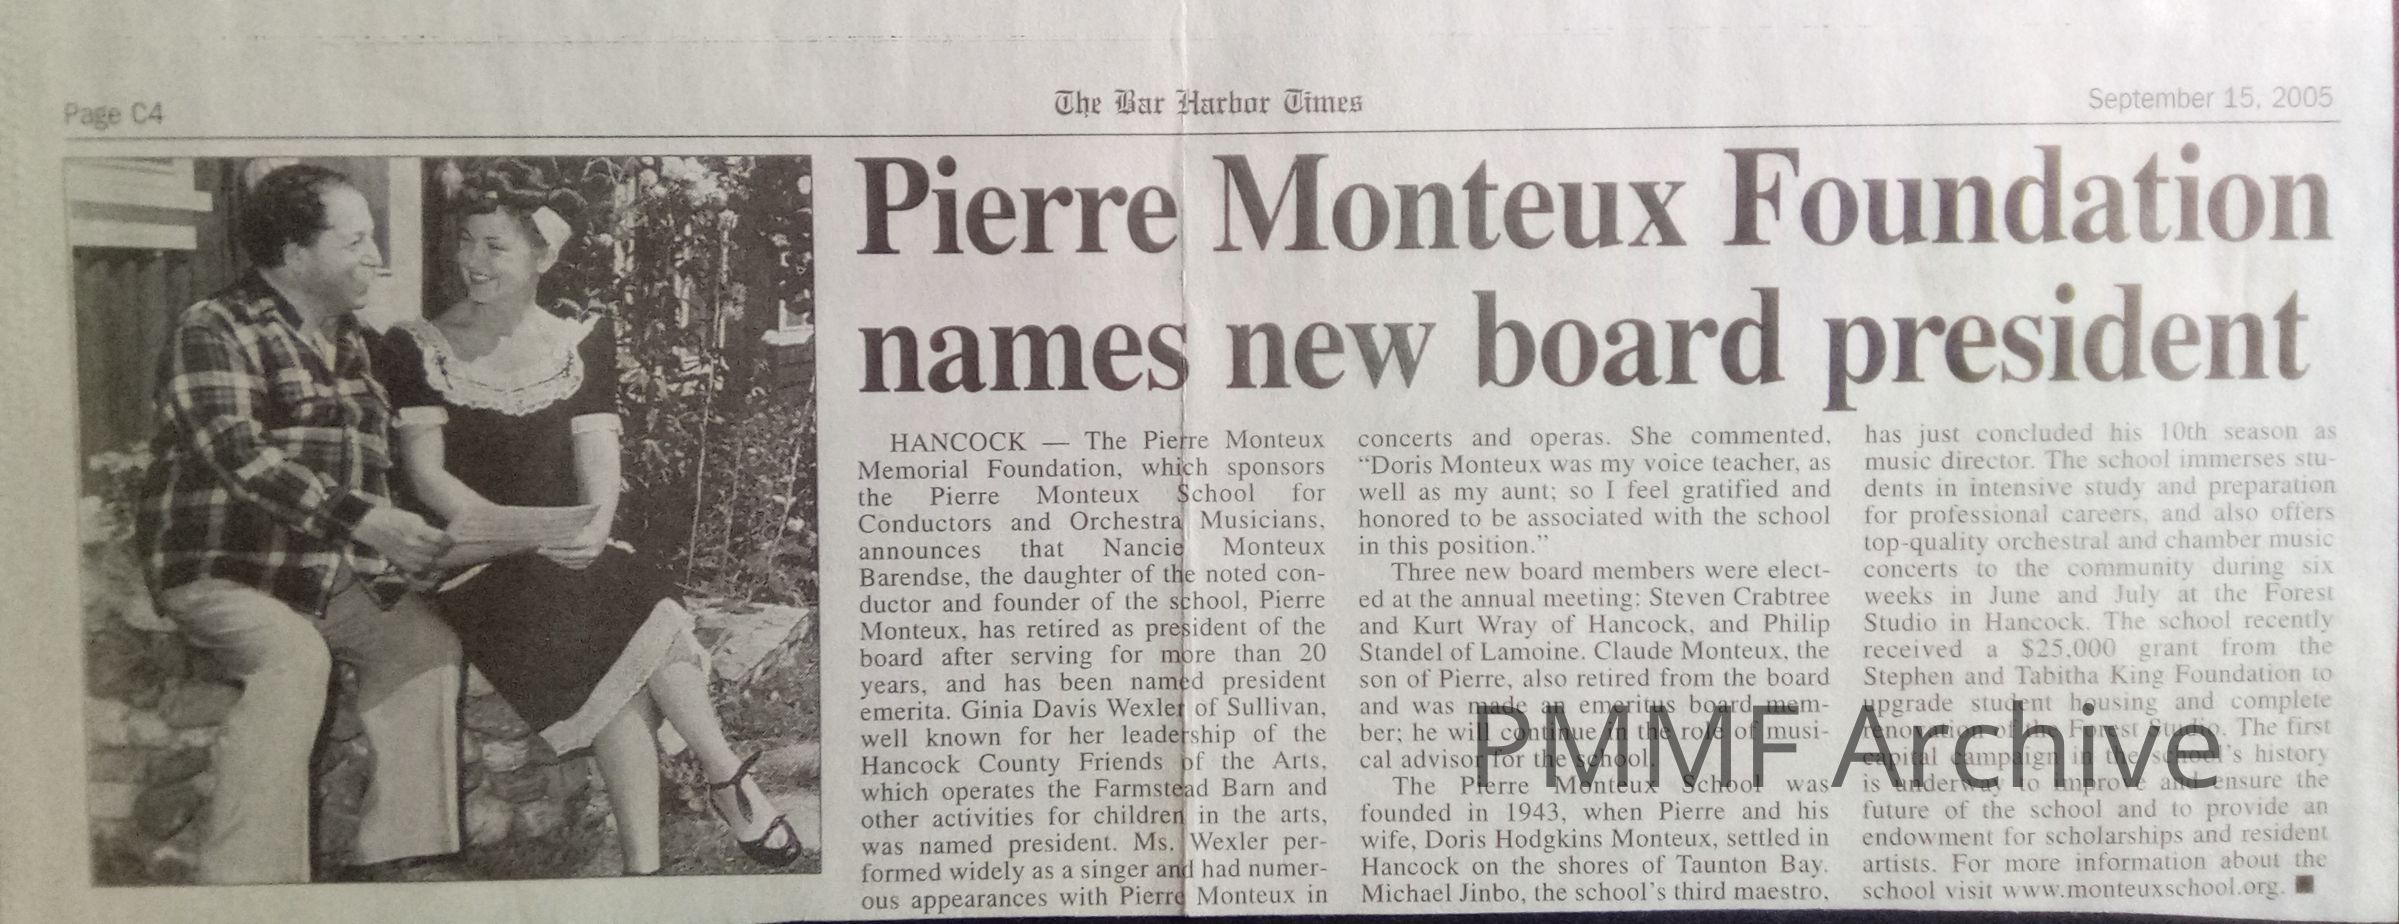 Page C4
The Bar Harbor Times
September 15, 2005
Pierre Monteux Foundation
names new board president
HANCOCK — The Pierre Monteux
Memorial Foundation, which sponsors
the Pierre Monteux School for
Conductors and Orchestra Musicians,
announces that Nancie Monteux
Barendse, the daughter of the noted con-
ductor and founder of the school, Pierre
Monteux, has retired as president of the
board after serving for more than 20
years, and has been named president
emerita. Ginia Davis Wexler of Sullivan,
well known for her leadership of the
Hancock County Friends of the Arts,
which operates the Farmstead Barn and
other activities for children in the arts,
was named president. Ms. Wexler per-
formed widely as a singer and had numer-
ous appearances with Pierre Monteux in
concerts and operas. She commented,
“Doris Monteux was my voice teacher, as
well as my aunt; so I feel gratified and
honored to be associated with the school
in this position.”
Three new board members were elect-
ed at the annual meeting: Steven Crabtree
and Kurt Wray of Hancock, and Philip
Standel of Lamoine. Claude Monteux, the
son of Pierre, also retired from the board
and was made an emeritus board mem-
ber; he will continue in the role of musi-
cal advisor for the school.
The Pierre Monteux School was
founded in 1943, when Pierre and his
wife, Doris Hodgkins Monteux, settled in
Hancock on the shores of Taunton Bay.
Michael Jinbo, the school's third maestro,
has just concluded his 10th season as
music director. The school immerses stu-
dents in intensive study and preparation
for professional careers, and also offers
top-quality orchestral and chamber music
concerts to the community during six
weeks in June and July at the Forest
Studio in Hancock. The school recently
received a $25,000 grant from the
Stephen and Tabitha King Foundation to
upgrade student housing and complete
renovation of the Forest Studio. The first
capital campaign in the school's history
is underway to improve and ensure the
future of the school and to provide an
endowment for scholarships and resident
artists. For more information about the
school visit www.monteuxschool.org.
PMMF Archive